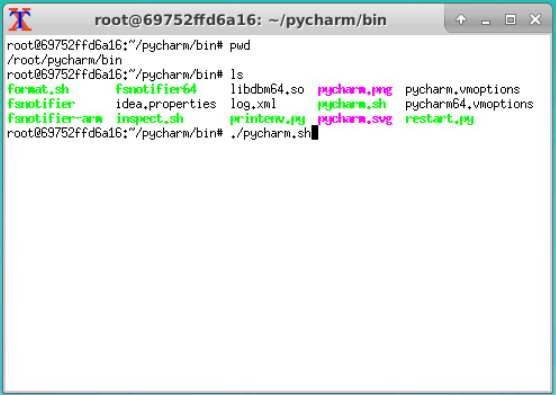 root@69752ffd6a16: ~/pycharm/bin
root@69752ffd6a16:~/pycharm/bin# pwd
/root/pycharm/bin
root@69752ffd6a16:~/pycharm/bin# ls
format.sh fsnotifier64 libdbm64.so pycharm.png pycharm.vmoptions
fsnotifier idea.properties log.xml pycharm.sh pycharm64.vmoptions
fsnotifier-arm inspect.sh printenv.py pycharm.svg restart.py
root@69752ffd6a16:~/pycharm/bin# ./pycharm.sh